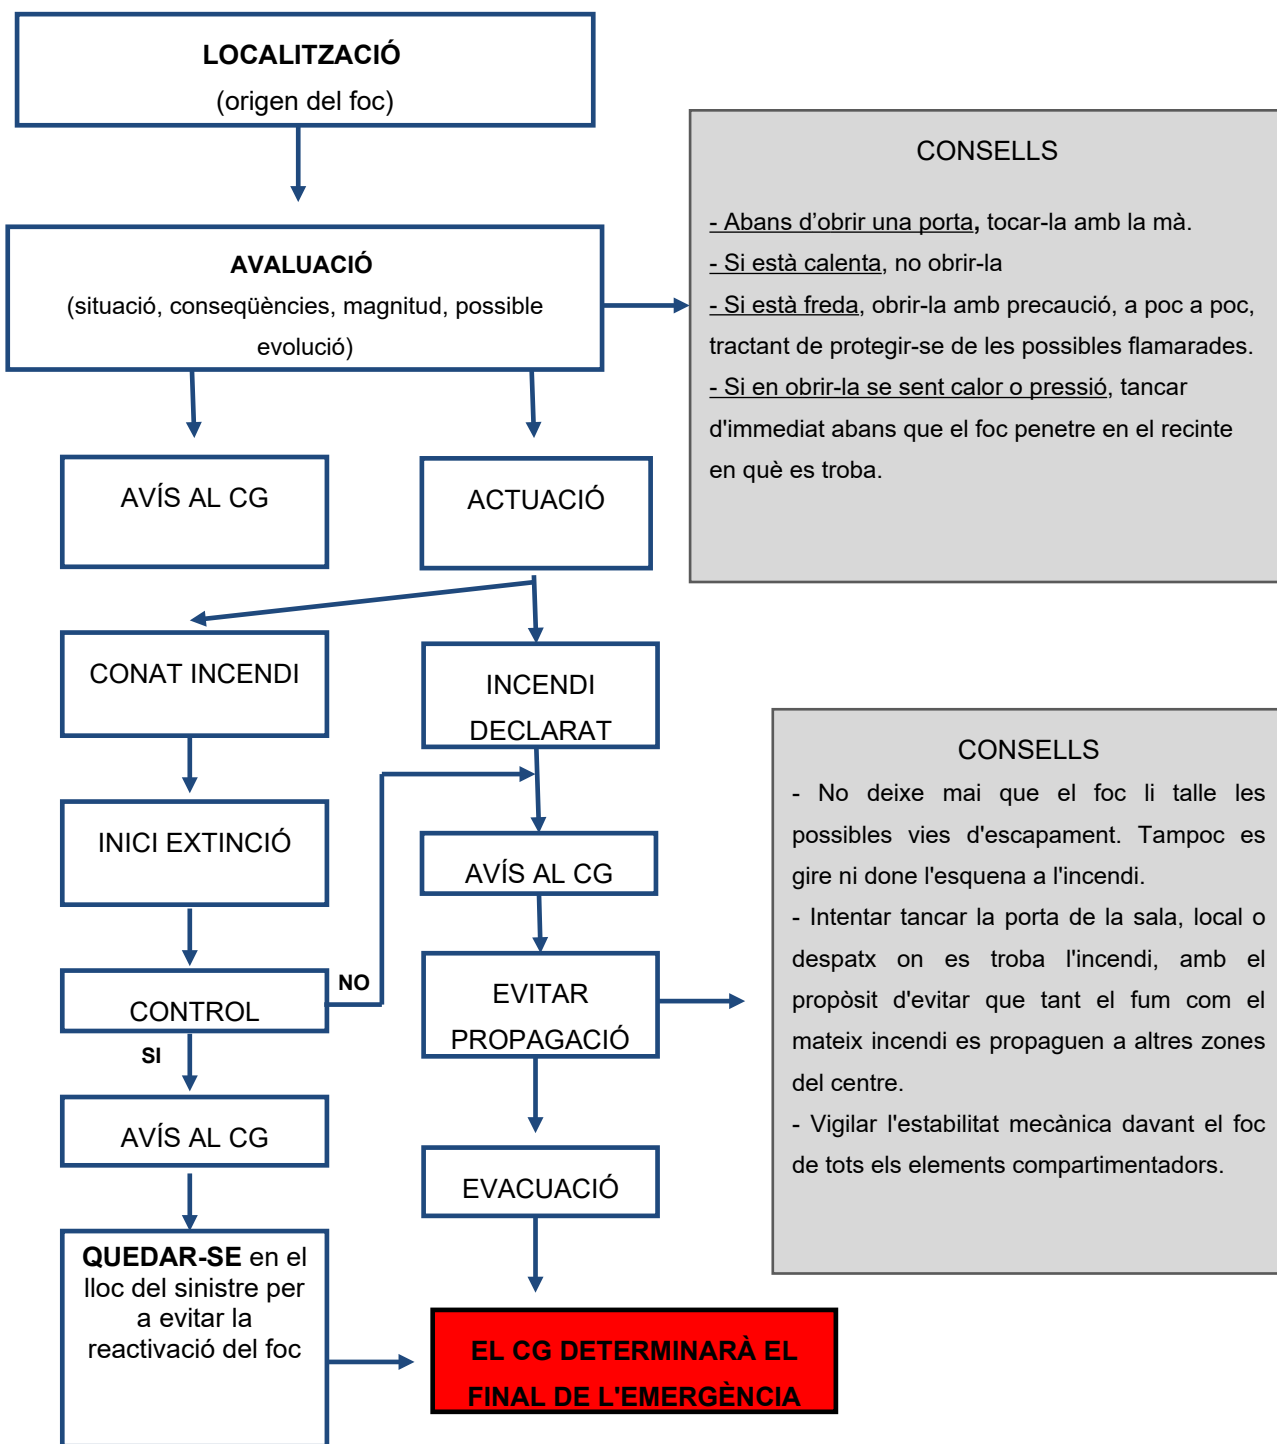 LOCALITZACIÓ
(origen del foc)
AVALUACIÓ
(situació, conseqüències, magnitud, possible
evolució)
CONSELLS
- Abans d'obrir una porta, tocar-la amb la mà.
- Si està calenta, no obrir-la
- Si està freda, obrir-la amb precaució, a poc a poc,
tractant de protegir-se de les possibles flamarades.
- Si en obrir-la se sent calor o pressió, tancar
d'immediat abans que el foc penetre en el recinte
en què es troba.
AVÍS AL CG
ACTUACIÓ
CONAT INCENDI
INCENDI
DECLARAT
INICI EXTINCIÓ
AVÍS AL CG
CONTROL
NO
SI
EVITAR
PROPAGACIÓ
CONSELLS
- No deixe mai que el foc li talle les
possibles vies d'escapament. Tampoc es
gire ni done l'esquena a l'incendi.
- Intentar tancar la porta de la sala, local o
despatx on es troba l'incendi, amb el
propòsit d'evitar que tant el fum com el
mateix incendi es propaguen a altres zones
del centre.
- Vigilar l'estabilitat mecànica davant el foc
de tots els elements compartimentadors.
AVÍS AL CG
EVACUACIÓ
QUEDAR-SE en el
lloc del sinistre per
a evitar la
reactivació del foc
EL CG DETERMINARÀ EL
FINAL DE L'EMERGÈNCIA